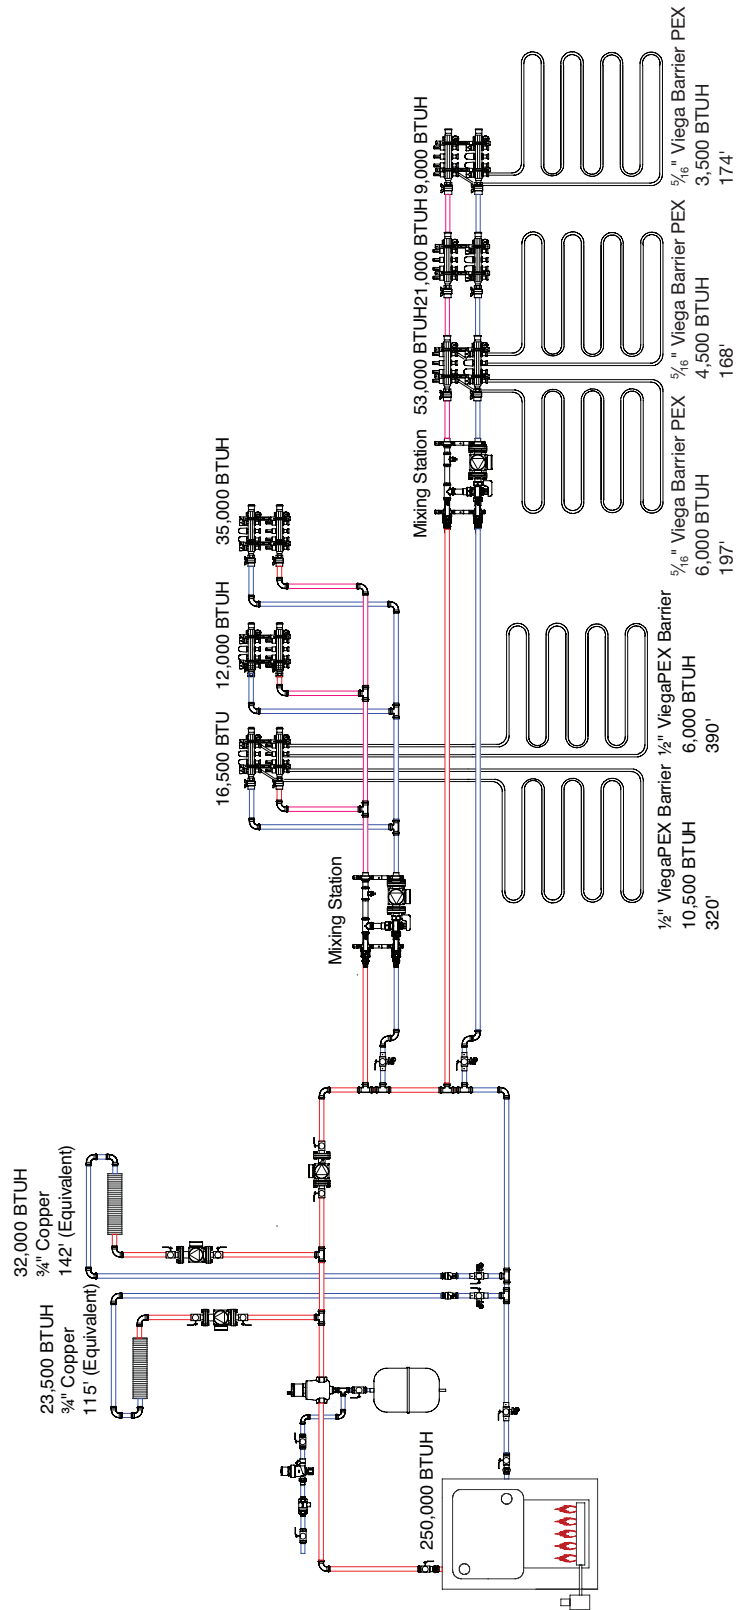 32,000 BTUH
¾" Copper
142' (Equivalent)
23,500 BTUH
¾" Copper
115' (Equivalent)
250,000 BTUH
Mixing Station
16,500 BTU
12,000 BTUH
35,000 BTUH
Mixing Station
53,000 BTUH
21,000 BTUH
9,000 BTUH
½" ViegaPEX Barrier
10,500 BTUH
320'
½" ViegaPEX Barrier
6,000 BTUH
390'
5⁄16" Viega Barrier PEX
6,000 BTUH
197'
5⁄16" Viega Barrier PEX
4,500 BTUH
168'
5⁄16" Viega Barrier PEX
3,500 BTUH
174'